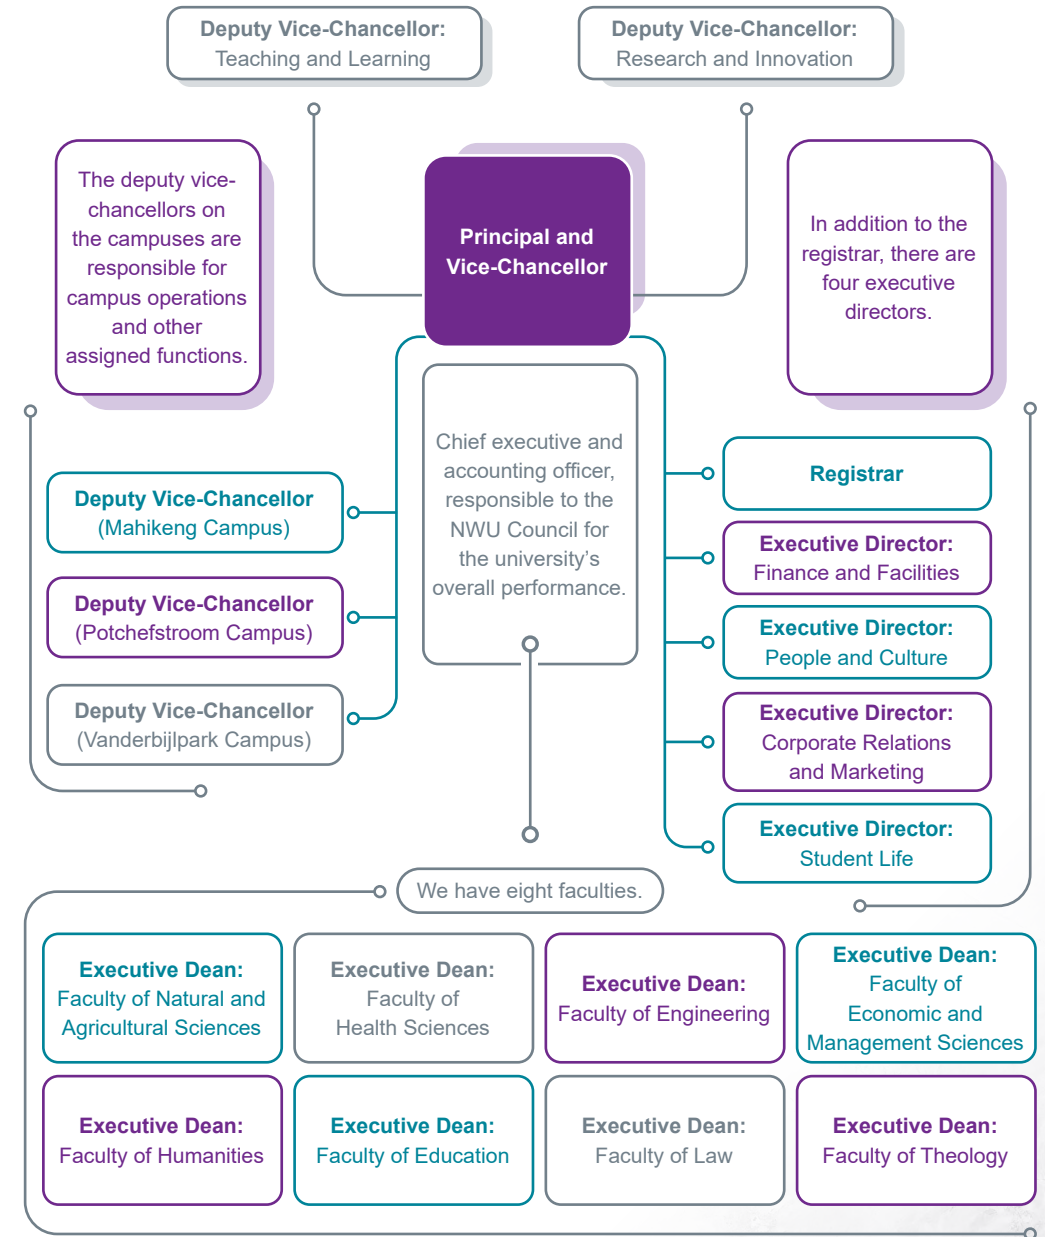 Deputy Vice-Chancellor:
Teaching and Learning
Deputy Vice-Chancellor:
Research and Innovation
The deputy vice-
chancellors on
the campuses are
responsible for
campus operations
and other
assigned functions.
Principal and
Vice-Chancellor
In addition to the
registrar, there are
four executive
directors.
Chief executive and
accounting officer,
responsible to the
NWU Council for
the university's
overall performance.
Deputy Vice-Chancellor
(Mahikeng Campus)
Deputy Vice-Chancellor
(Potchefstroom Campus)
Deputy Vice-Chancellor
(Vanderbijlpark Campus)
Registrar
Executive Director:
Finance and Facilities
Executive Director:
People and Culture
Executive Director:
Corporate Relations
and Marketing
Executive Director:
Student Life
We have eight faculties.
Executive Dean:
Faculty of Natural and
Agricultural Sciences
Executive Dean:
Faculty of
Health Sciences
Executive Dean:
Faculty of Engineering
Executive Dean:
Faculty of
Economic and
Management Sciences
Executive Dean:
Faculty of Humanities
Executive Dean:
Faculty of Education
Executive Dean:
Faculty of Law
Executive Dean:
Faculty of Theology